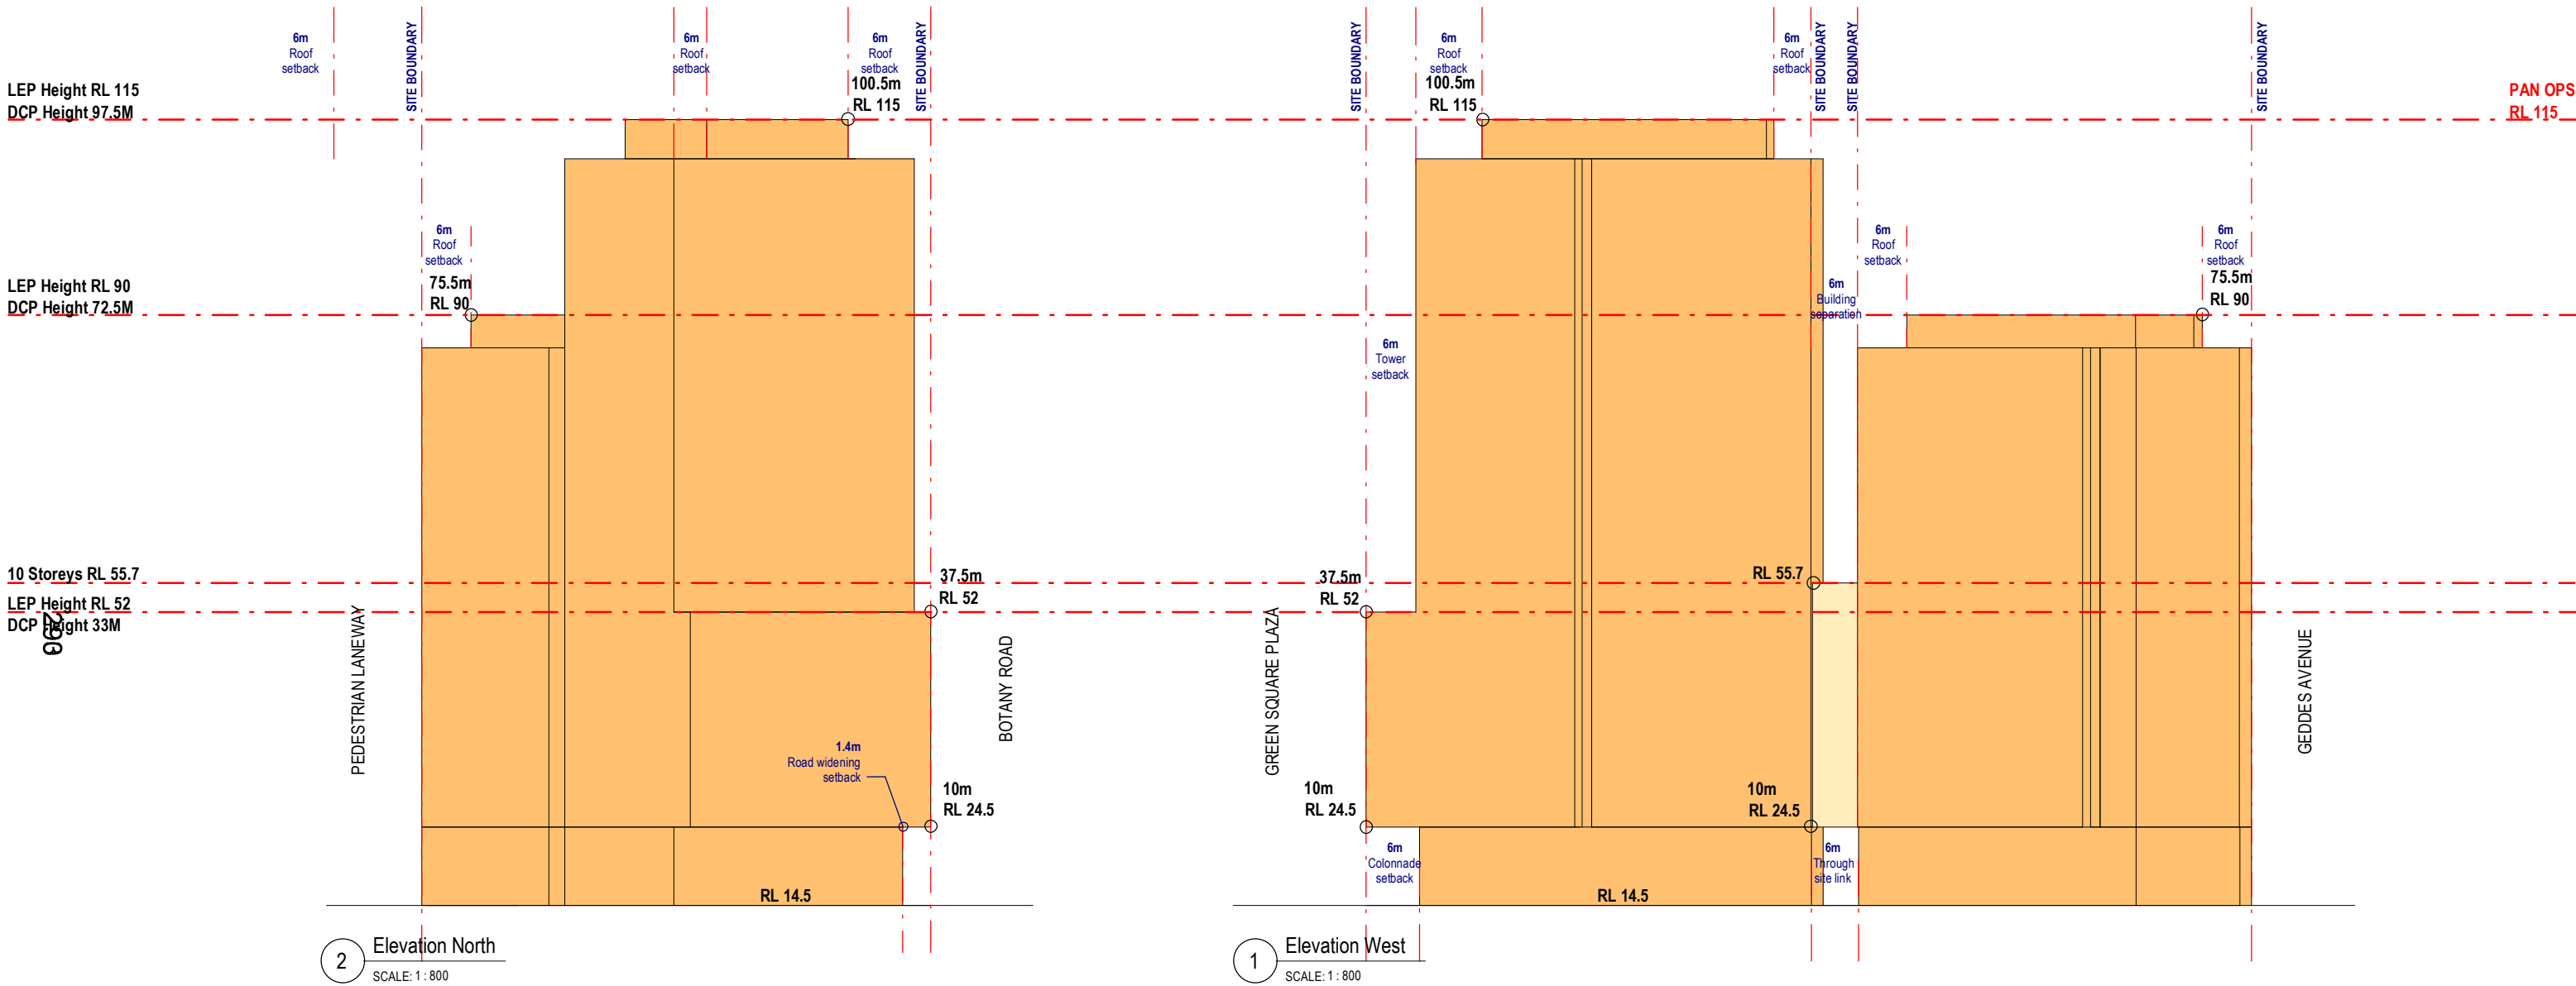 6m
Roof
setback
SITE BOUNDARY
6m
Roof
setback
6m
Roof
setback
SITE BOUNDARY
SITE BOUNDARY
6m
Roof
setback
6m
Roof
setback
SITE BOUNDARY
SITE BOUNDARY
SITE BOUNDARY
LEP Height RL 115
DCP Height 97.5M
100.5m
RL 115
100.5m
RL 115
PAN OPS
RL 115
6m
Roof
setback
75.5m
RL 90
6m
Roof
setback
6m
Roof
setback
75.5m
RL 90
LEP Height RL 90
DCP Height 72.5M
6m
Building
separation
6m
Tower
setback
10 Storeys RL 55.7
LEP Height RL 52
DCP Height 33M
290
37.5m
RL 52
37.5m
RL 52
RL 55.7
PEDESTRIAN LANEWAY
BOTANY ROAD
GREEN SQUARE PLAZA
GEDDES AVENUE
1.4m
Road widening
setback
10m
RL 24.5
10m
RL 24.5
10m
RL 24.5
6m
Colonnade
setback
6m
Through
site link
RL 14.5
RL 14.5
2
Elevation North
SCALE: 1 : 800
1
Elevation West
SCALE: 1 : 800